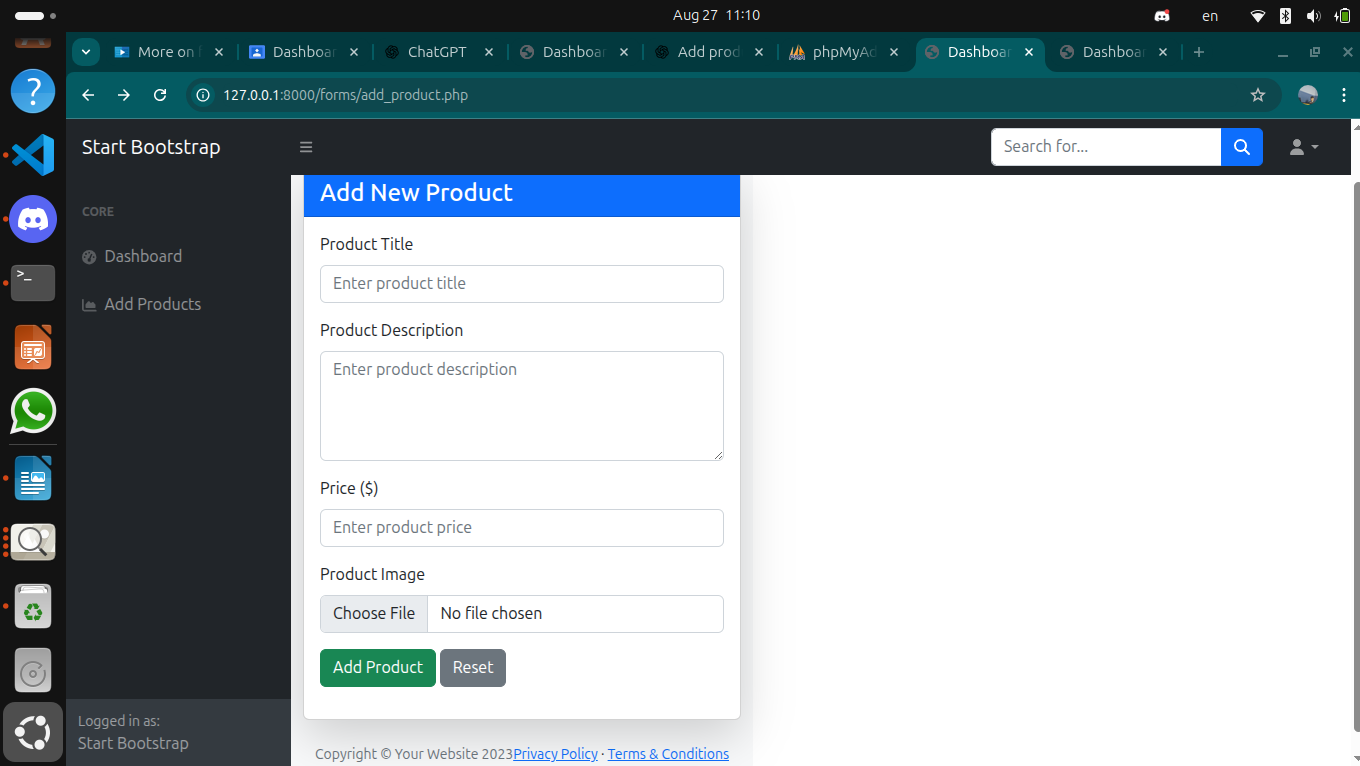 Aug 27 11:10
en
More on f
Dashboar
ChatGPT
Dashboar
Add prod
phpMyAd
Dashboar
Dashboar
127.0.0.1:8000/forms/add_product.php
Start Bootstrap
Search for...
CORE
Dashboard
Add Products
Logged in as:
Start Bootstrap
Add New Product
Product Title
Enter product title
Product Description
Enter product description
Price ($)
Enter product price
Product Image
Choose File No file chosen
Add Product Reset
Copyright © Your Website 2023Privacy Policy · Terms & Conditions